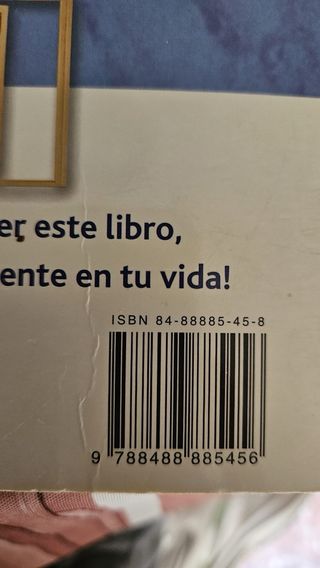 er este libro,
ente en tu vida!
ISBN 84-88885-45-8
9 788488 885456